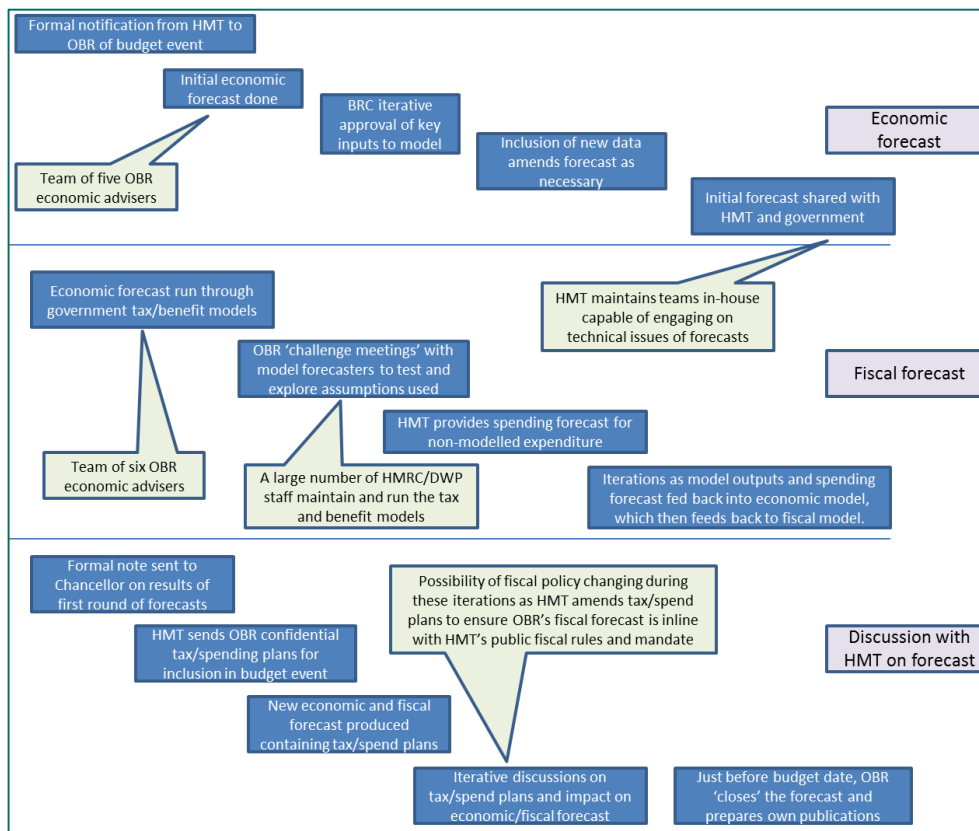 Formal notification from HMT to
OBR of budget event
Initial economic
forecast done
BRC iterative
approval of key
inputs to model
Economic
forecast
Inclusion of new data
amends forecast as
necessary
Team of five OBR
economic advisers
Initial forecast shared with
HMT and government
Economic forecast run through
government tax/benefit models
HMT maintains teams in-house
capable of engaging on
technical issues of forecasts
OBR ‘challenge meetings’ with
model forecasters to test and
explore assumptions used
Fiscal forecast
HMT provides spending forecast for
non-modelled expenditure
Team of six OBR
economic advisers
A large number of HMRC/DWP
staff maintain and run the tax
and benefit models
Iterations as model outputs and spending
forecast fed back into economic model,
which then feeds back to fiscal model.
Formal note sent to
Chancellor on results of
first round of forecasts
Possibility of fiscal policy changing during
these iterations as HMT amends tax/spend
plans to ensure OBR’s fiscal forecast is inline
with HMT’s public fiscal rules and mandate
HMT sends OBR confidential
tax/spending plans for
inclusion in budget event
Discussion with
HMT on forecast
New economic and fiscal
forecast produced
containing tax/spend plans
Iterative discussions on
tax/spend plans and impact on
economic/fiscal forecast
Just before budget date, OBR
‘closes’ the forecast and
prepares own publications